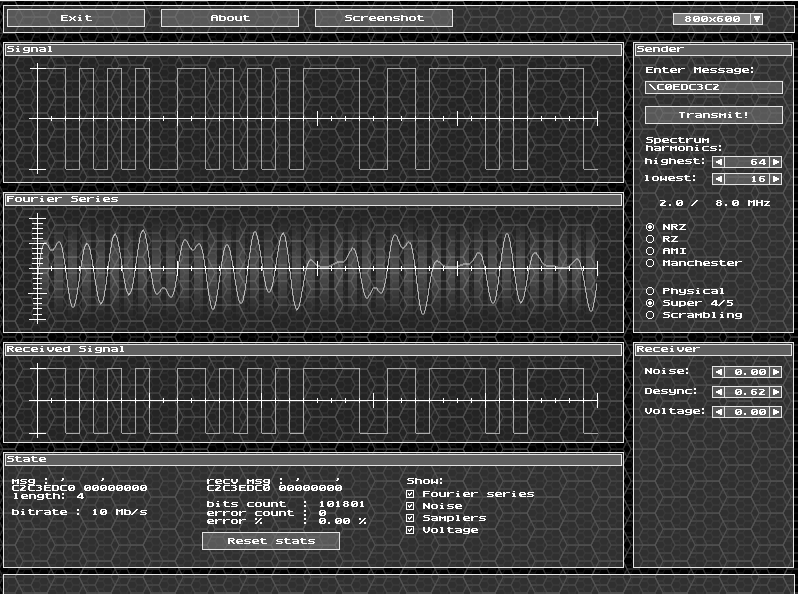 Exit
About
Screenshot
800x600
Signal
Sender
Enter Message:
\C0EDC3C2
Transmit!
Spectrum
harmonics:
highest: 64
lowest: 16
2.0 / 8.0 MHz
NRZ
RZ
AMI
Manchester
Physical
Super 4/5
Scrambling
Fourier Series
Received Signal
Receiver
Noise: 0.00
Desync: 0.62
Voltage: 0.00
State
msg : ' '
C2C3EDC0 00000000
length: 4
bitrate : 10 Mb/s
recv msg : ' '
C2C3EDC0 00000000
bits count : 101801
error count : 0
error % : 0.00 %
Reset stats
Show:
Fourier series
Noise
Samplers
Voltage